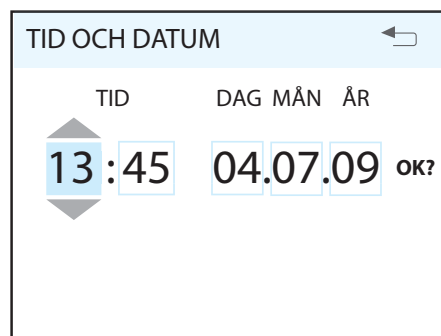 TID OCH DATUM
TID DAG MÅN ÅR
13:45 04.07.09 OK?